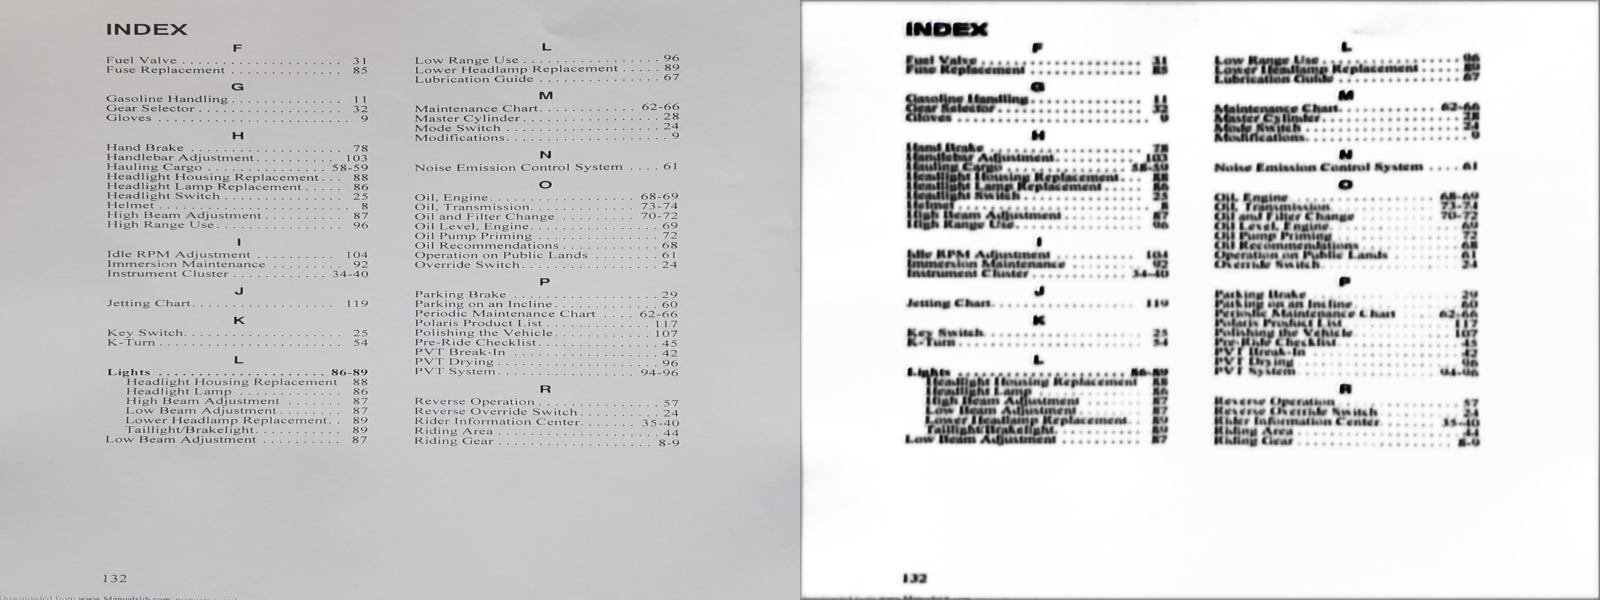 INDEX
F
Fuel Valve . . . . . . . . . . . . . . . . . . . 31
Fuse Replacement . . . . . . . . . . . . 85
G
Gasoline Handling . . . . . . . . . . . . 11
Gear Selector . . . . . . . . . . . . . . . . 32
Gloves . . . . . . . . . . . . . . . . . . . . . 9
H
Hand Brake . . . . . . . . . . . . . . . . . 78
Handlebar Adjustment . . . . . . . . . 103
Hauling Cargo . . . . . . . . . . . . . 58-59
Headlight Housing Replacement . . . 88
Headlight Lamp Replacement . . . . . 86
Headlight Switch . . . . . . . . . . . . . 25
Helmet . . . . . . . . . . . . . . . . . . . . 8
High Beam Adjustment . . . . . . . . . 87
High Range Use . . . . . . . . . . . . . . 96
I
Idle RPM Adjustment . . . . . . . . . . 104
Immersion Maintenance . . . . . . . . 92
Instrument Cluster . . . . . . . . . . 34-40
J
Jetting Chart . . . . . . . . . . . . . . . . 119
K
Key Switch . . . . . . . . . . . . . . . . . 25
K-Turn . . . . . . . . . . . . . . . . . . . . 54
L
Lights . . . . . . . . . . . . . . . . . . . 86-89
Headlight Housing Replacement 88
Headlight Lamp . . . . . . . . . . . . 86
High Beam Adjustment . . . . . . . 87
Low Beam Adjustment . . . . . . . 87
Lower Headlamp Replacement . . 89
Taillight/Brakelight . . . . . . . . . . 89
Low Beam Adjustment . . . . . . . . . 87
L
Low Range Use . . . . . . . . . . . . . . 96
Lower Headlamp Replacement . . . . 89
Lubrication Guide . . . . . . . . . . . . 67
M
Maintenance Chart . . . . . . . . . . 62-66
Master Cylinder . . . . . . . . . . . . . . 28
Mode Switch . . . . . . . . . . . . . . . . 24
Modifications . . . . . . . . . . . . . . . . 9
N
Noise Emission Control System . . . . 61
O
Oil, Engine . . . . . . . . . . . . . . . . 68-69
Oil, Transmission . . . . . . . . . . . 73-74
Oil and Filter Change . . . . . . . . 70-72
Oil Level, Engine . . . . . . . . . . . . . 69
Oil Pump Priming . . . . . . . . . . . . 72
Oil Recommendations . . . . . . . . . . 68
Operation on Public Lands . . . . . . . 61
Override Switch . . . . . . . . . . . . . . 24
P
Parking Brake . . . . . . . . . . . . . . . 29
Parking on an Incline . . . . . . . . . . 60
Periodic Maintenance Chart . . . . 62-66
Polaris Product List . . . . . . . . . . . 117
Polishing the Vehicle . . . . . . . . . . 107
Pre-Ride Checklist . . . . . . . . . . . . 45
PVT Break-In . . . . . . . . . . . . . . . 42
PVT Drying . . . . . . . . . . . . . . . . . 96
PVT System . . . . . . . . . . . . . . . 94-96
R
Reverse Operation . . . . . . . . . . . . 57
Reverse Override Switch . . . . . . . . 24
Rider Information Center . . . . . . 35-40
Riding Area . . . . . . . . . . . . . . . . . 44
Riding Gear . . . . . . . . . . . . . . . . 8-9
132
INDEX
F
Fuel Valve . . . . . . . . . . . . . . . . . . . 31
Fuse Replacement . . . . . . . . . . . . 85
G
Gasoline Handling . . . . . . . . . . . . 11
Gear Selector . . . . . . . . . . . . . . . . 32
Gloves . . . . . . . . . . . . . . . . . . . . . 9
H
Hand Brake . . . . . . . . . . . . . . . . . 78
Handlebar Adjustment . . . . . . . . . 103
Hauling Cargo . . . . . . . . . . . . . 58-59
Headlight Housing Replacement . . . 88
Headlight Lamp Replacement . . . . . 86
Headlight Switch . . . . . . . . . . . . . 25
Helmet . . . . . . . . . . . . . . . . . . . . 8
High Beam Adjustment . . . . . . . . . 87
High Range Use . . . . . . . . . . . . . . 96
I
Idle RPM Adjustment . . . . . . . . . . 104
Immersion Maintenance . . . . . . . . 92
Instrument Cluster . . . . . . . . . . 34-40
J
Jetting Chart . . . . . . . . . . . . . . . . 119
K
Key Switch . . . . . . . . . . . . . . . . . 25
K-Turn . . . . . . . . . . . . . . . . . . . . 54
L
Lights . . . . . . . . . . . . . . . . . . . 86-89
Headlight Housing Replacement 88
Headlight Lamp . . . . . . . . . . . . 86
High Beam Adjustment . . . . . . . 87
Low Beam Adjustment . . . . . . . 87
Lower Headlamp Replacement . . 89
Taillight/Brakelight . . . . . . . . . . 89
Low Beam Adjustment . . . . . . . . . 87
L
Low Range Use . . . . . . . . . . . . . . 96
Lower Headlamp Replacement . . . . 89
Lubrication Guide . . . . . . . . . . . . 67
M
Maintenance Chart . . . . . . . . . . 62-66
Master Cylinder . . . . . . . . . . . . . . 28
Mode Switch . . . . . . . . . . . . . . . . 24
Modifications . . . . . . . . . . . . . . . . 9
N
Noise Emission Control System . . . . 61
O
Oil, Engine . . . . . . . . . . . . . . . . 68-69
Oil, Transmission . . . . . . . . . . . 73-74
Oil and Filter Change . . . . . . . . 70-72
Oil Level, Engine . . . . . . . . . . . . . 69
Oil Pump Priming . . . . . . . . . . . . 72
Oil Recommendations . . . . . . . . . . 68
Operation on Public Lands . . . . . . . 61
Override Switch . . . . . . . . . . . . . . 24
P
Parking Brake . . . . . . . . . . . . . . . 29
Parking on an Incline . . . . . . . . . . 60
Periodic Maintenance Chart . . . . 62-66
Polaris Product List . . . . . . . . . . . 117
Polishing the Vehicle . . . . . . . . . . 107
Pre-Ride Checklist . . . . . . . . . . . . 45
PVT Break-In . . . . . . . . . . . . . . . 42
PVT Drying . . . . . . . . . . . . . . . . . 96
PVT System . . . . . . . . . . . . . . . 94-96
R
Reverse Operation . . . . . . . . . . . . 57
Reverse Override Switch . . . . . . . . 24
Rider Information Center . . . . . . 35-40
Riding Area . . . . . . . . . . . . . . . . . 44
Riding Gear . . . . . . . . . . . . . . . . 8-9
132